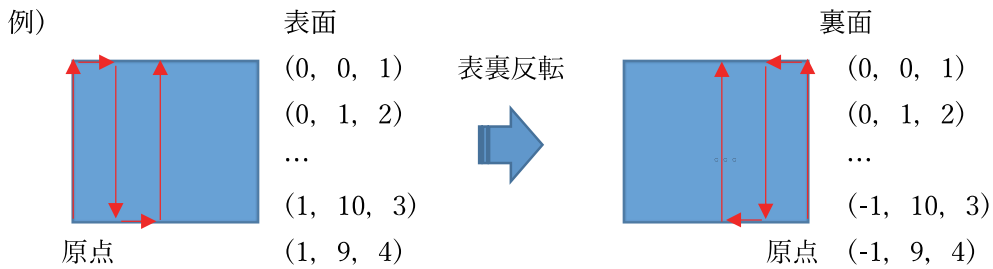 例）
表面
(0, 0, 1)
(0, 1, 2)
…
(1, 10, 3)
(1, 9, 4)
原点
表裏反転
裏面
(0, 0, 1)
(0, 1, 2)
…
(-1, 10, 3)
(-1, 9, 4)
原点